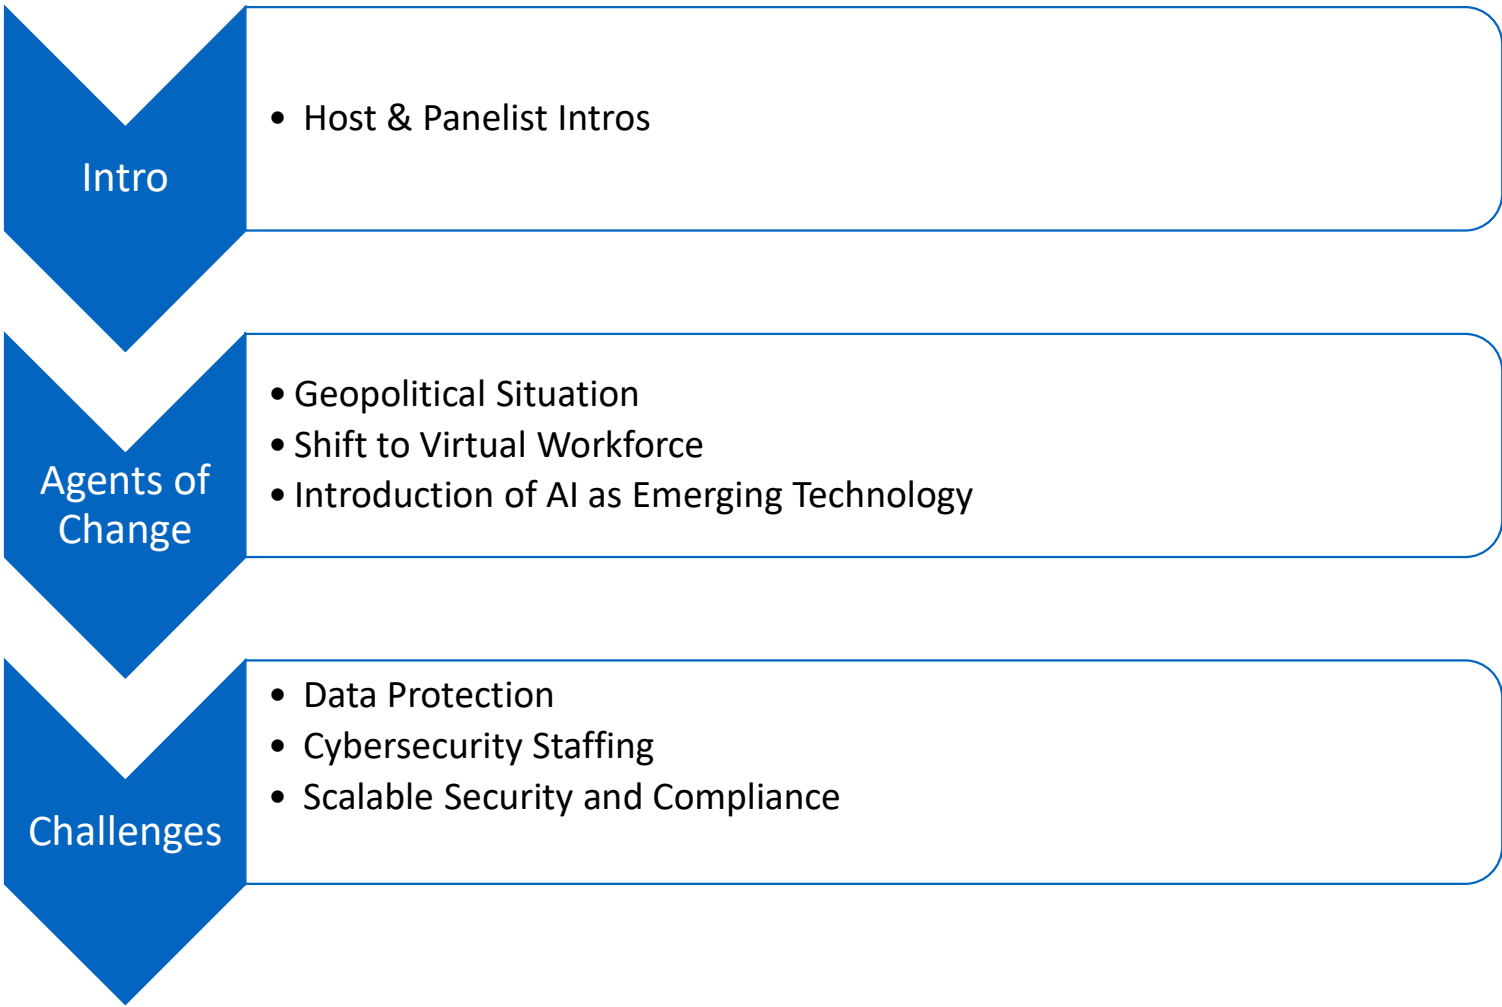 Intro
• Host & Panelist Intros
Agents of
Change
• Geopolitical Situation
• Shift to Virtual Workforce
• Introduction of AI as Emerging Technology
Challenges
• Data Protection
• Cybersecurity Staffing
• Scalable Security and Compliance